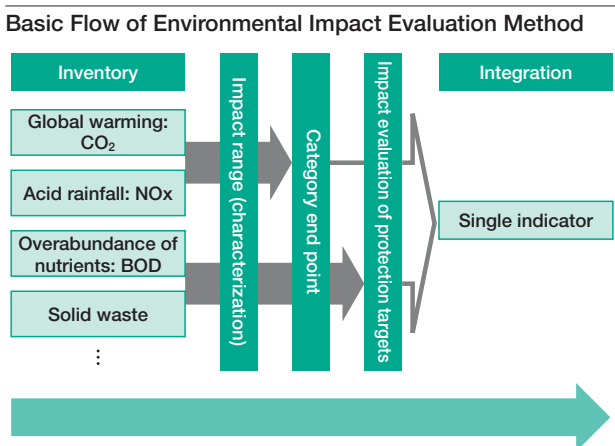 Basic Flow of Environmental Impact Evaluation Method
Inventory
Global warming:
CO₂
Acid rainfall: NOx
Overabundance of
nutrients: BOD
Solid waste
⋮
Impact range (characterization)
Category end point
Impact evaluation of protection targets
Integration
Single indicator